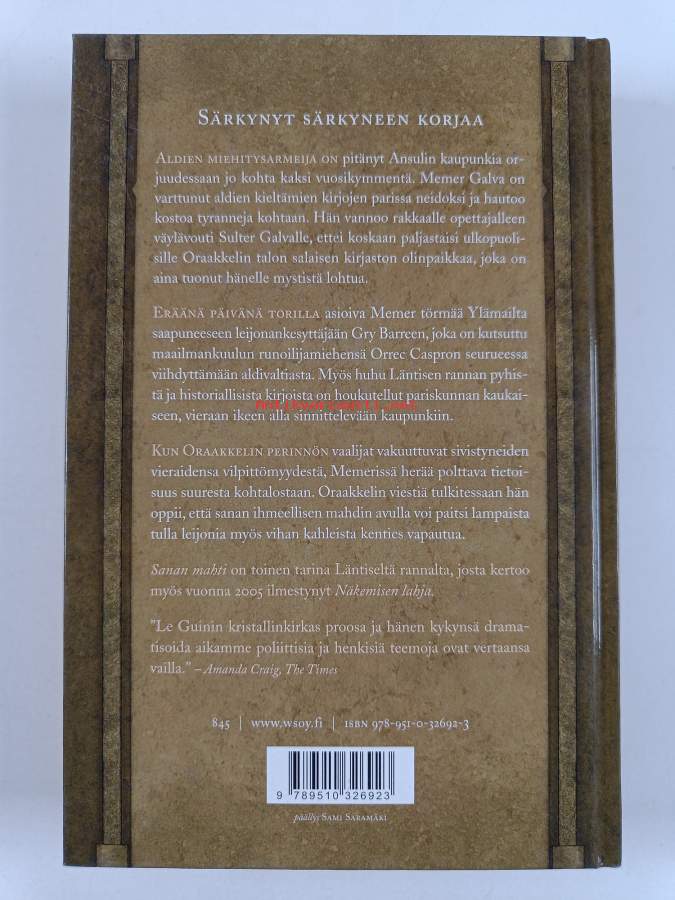 Särkynyt särkyneen korjaa
Aldien miehitysarmeija on pitänyt Ansulin kaupunkia or-
juudessaan jo kohta kaksi vuosikymmentä. Memer Galva on
varttunut aldien kieltämien kirjojen parissa neidoksi ja hautoo
kostoa tyranneja kohtaan. Hän vannoo rakkaalle opettajalleen
väylävouti Sulter Galvalle, ettei koskaan paljastaisi ulkopuoli-
sille Oraakkelin talon salaisen kirjaston olinpaikkaa, joka on
aina tuonut hänelle mystistä lohtua.
Eräänä päivänä torilla asioiva Memer törmää Ylämailta
saapuneeseen leijonankesyttäjään Gry Barreen, joka on kutsuttu
maailmankuulun runoilijamiehensä Orrec Caspron seurueessa
viihdyttämään aldivaltiasta. Myös huhu Läntisen rannan pyhis-
tä ja historiallisista kirjoista on houkutellut pariskunnan kaukai-
seen, vieraan ikeen alla sinnittelevään kaupunkiin.
Kun Oraakkelin perinnön vaalijat vakuuttuvat sivistyneiden
vieraidensa vilpittömyydestä, Memerissä herää polttava tietoi-
suus suuresta kohtalostaan. Oraakkelin viestiä tulkitessaan hän
oppii, että sanan ihmeellisen mahdin avulla voi paitsi lampaista
tulla leijonia myös vihan kahleista kenties vapautua.
Sanan mahti on toinen tarina Läntiseltä rannalta, josta kertoo
myös vuonna 2005 ilmestynyt Näkemisen lahja.
"Le Guinin kristallinkirkas proosa ja hänen kykynsä drama-
tisoida aikamme poliittisia ja henkisiä teemoja ovat vertaansa
vailla." – Amanda Craig, The Times
845 | www.wsoy.fi | ISBN 978-951-0-32692-3
9 789510 326923
päällys Sami Saramäki